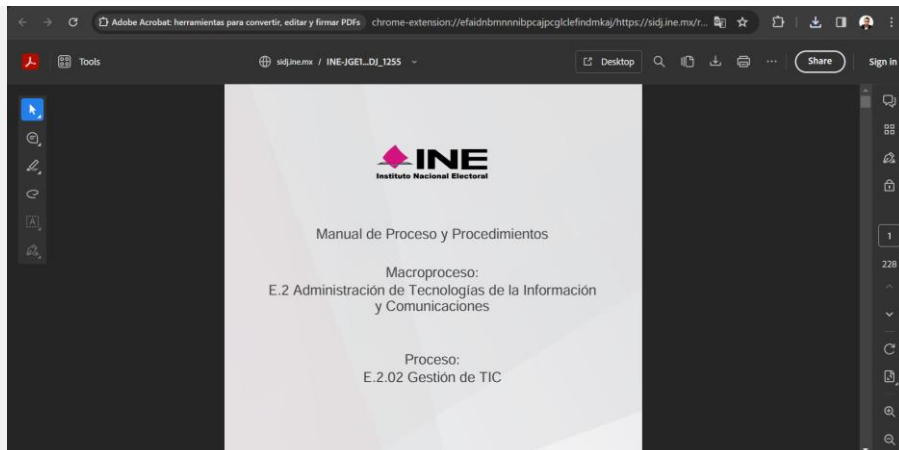 Adobe Acrobat: herramientas para convertir, editar y firmar PDFs chrome-extension://efaidnbmnnnibpcajpcglclefindmkaj/https://sidj.ine.mx/r...
Tools
sidj.ine.mx / INE-JGE1...DJ_1255
Desktop
Share
Sign in
INE
Instituto Nacional Electoral
Manual de Proceso y Procedimientos
Macroproceso:
E.2 Administración de Tecnologías de la Información
y Comunicaciones
Proceso:
E.2.02 Gestión de TIC
1
228